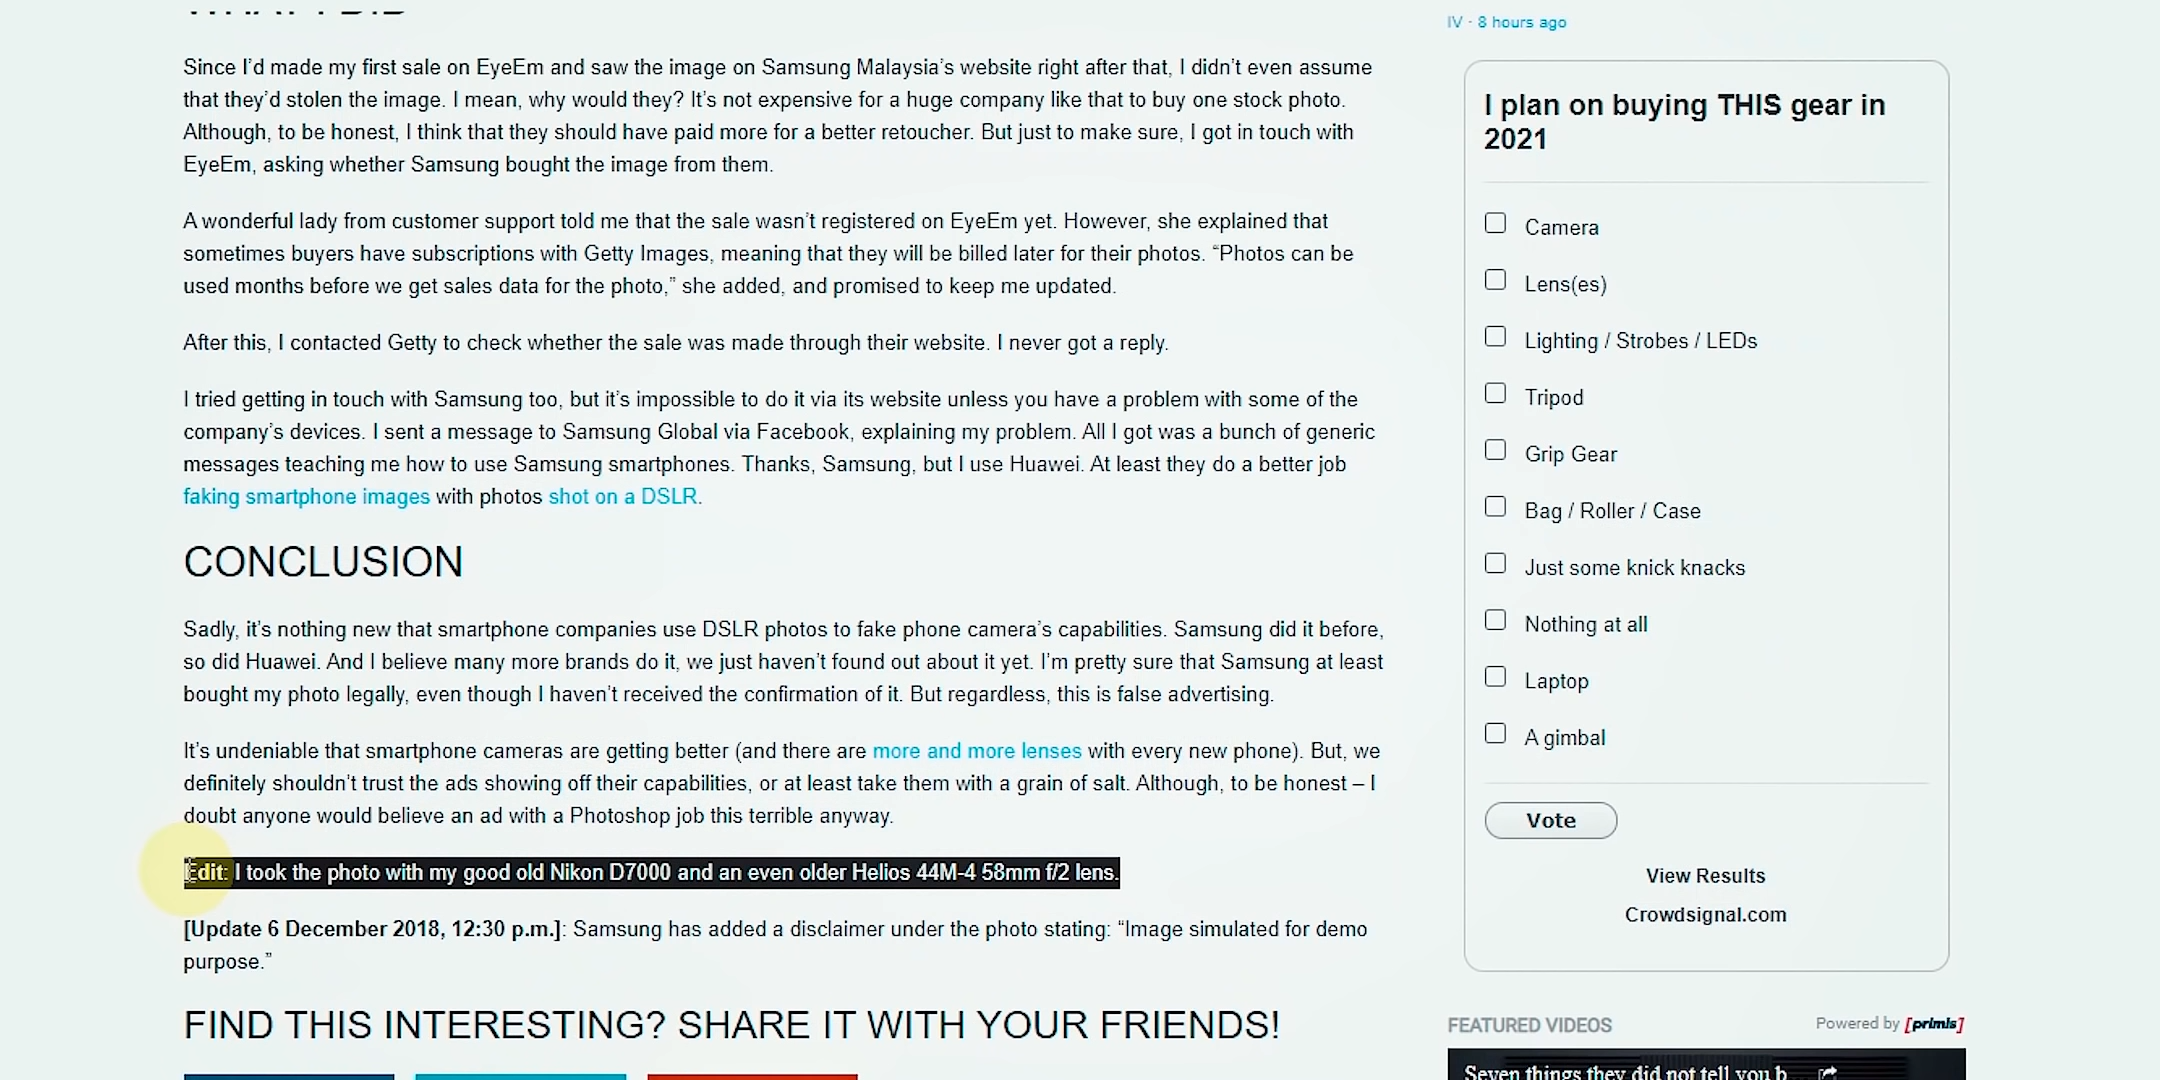 IV - 8 hours ago
Since I'd made my first sale on EyeEm and saw the image on Samsung Malaysia's website right after that, I didn't even assume
that they'd stolen the image. I mean, why would they? It's not expensive for a huge company like that to buy one stock photo.
Although, to be honest, I think that they should have paid more for a better retoucher. But just to make sure, I got in touch with
EyeEm, asking whether Samsung bought the image from them.
A wonderful lady from customer support told me that the sale wasn't registered on EyeEm yet. However, she explained that
sometimes buyers have subscriptions with Getty Images, meaning that they will be billed later for their photos. “Photos can be
used months before we get sales data for the photo,” she added, and promised to keep me updated.
After this, I contacted Getty to check whether the sale was made through their website. I never got a reply.
I tried getting in touch with Samsung too, but it's impossible to do it via its website unless you have a problem with some of the
company's devices. I sent a message to Samsung Global via Facebook, explaining my problem. All I got was a bunch of generic
messages teaching me how to use Samsung smartphones. Thanks, Samsung, but I use Huawei. At least they do a better job
faking smartphone images with photos shot on a DSLR.
CONCLUSION
Sadly, it's nothing new that smartphone companies use DSLR photos to fake phone camera's capabilities. Samsung did it before,
so did Huawei. And I believe many more brands do it, we just haven't found out about it yet. I'm pretty sure that Samsung at least
bought my photo legally, even though I haven't received the confirmation of it. But regardless, this is false advertising.
It's undeniable that smartphone cameras are getting better (and there are more and more lenses with every new phone). But, we
definitely shouldn't trust the ads showing off their capabilities, or at least take them with a grain of salt. Although, to be honest – I
doubt anyone would believe an ad with a Photoshop job this terrible anyway.
Edit: I took the photo with my good old Nikon D7000 and an even older Helios 44M-4 58mm f/2 lens.
[Update 6 December 2018, 12:30 p.m.]: Samsung has added a disclaimer under the photo stating: “Image simulated for demo
purpose.”
FIND THIS INTERESTING? SHARE IT WITH YOUR FRIENDS!
I plan on buying THIS gear in
2021
Camera
Lens(es)
Lighting / Strobes / LEDs
Tripod
Grip Gear
Bag / Roller / Case
Just some knick knacks
Nothing at all
Laptop
A gimbal
Vote
View Results
Crowdsignal.com
FEATURED VIDEOS
Powered by [primis]
Seven things they did not tell you b...